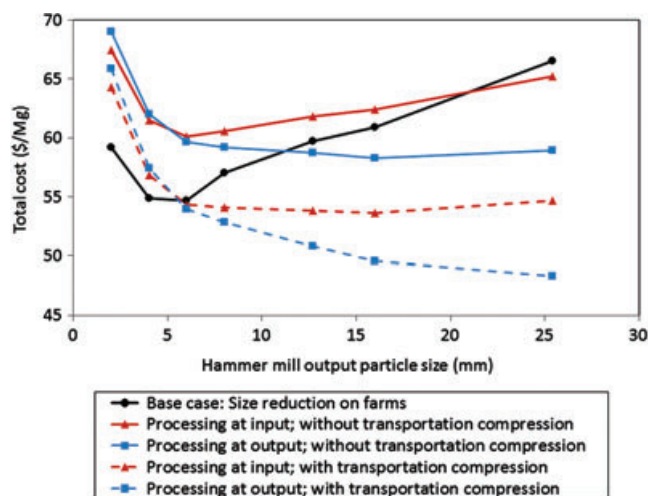 70
65
60
55
50
45
Total cost ($/Mg)
0 5 10 15 20 25 30
Hammer mill output particle size (mm)
Base case: Size reduction on farms
Processing at input; without transportation compression
Processing at output; without transportation compression
Processing at input; with transportation compression
Processing at output; with transportation compression